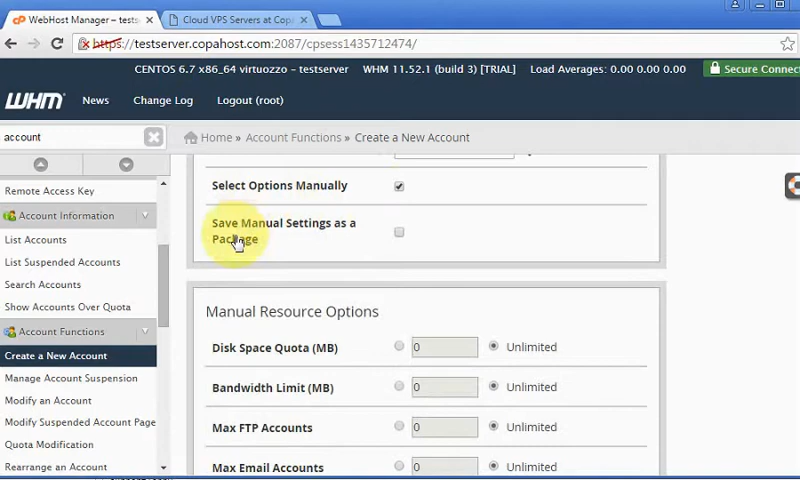 WebHost Manager - testse
Cloud VPS Servers at Copa
https://testserver.copahost.com:2087/cpsess1435712474/
CENTOS 6.7 x86_64 virtuozzo – testserver WHM 11.52.1 (build 3) [TRIAL] Load Averages: 0.00 0.00 0.00 Secure Connect
WHM News Change Log Logout (root)
account
Home » Account Functions » Create a New Account
Remote Access Key
Account Information
List Accounts
List Suspended Accounts
Search Accounts
Show Accounts Over Quota
Account Functions
Create a New Account
Manage Account Suspension
Modify an Account
Modify Suspended Account Page
Quota Modification
Rearrange an Account
Select Options Manually
Save Manual Settings as a
Package
Manual Resource Options
Disk Space Quota (MB) 0 Unlimited
Bandwidth Limit (MB) 0 Unlimited
Max FTP Accounts 0 Unlimited
Max Email Accounts 0 Unlimited